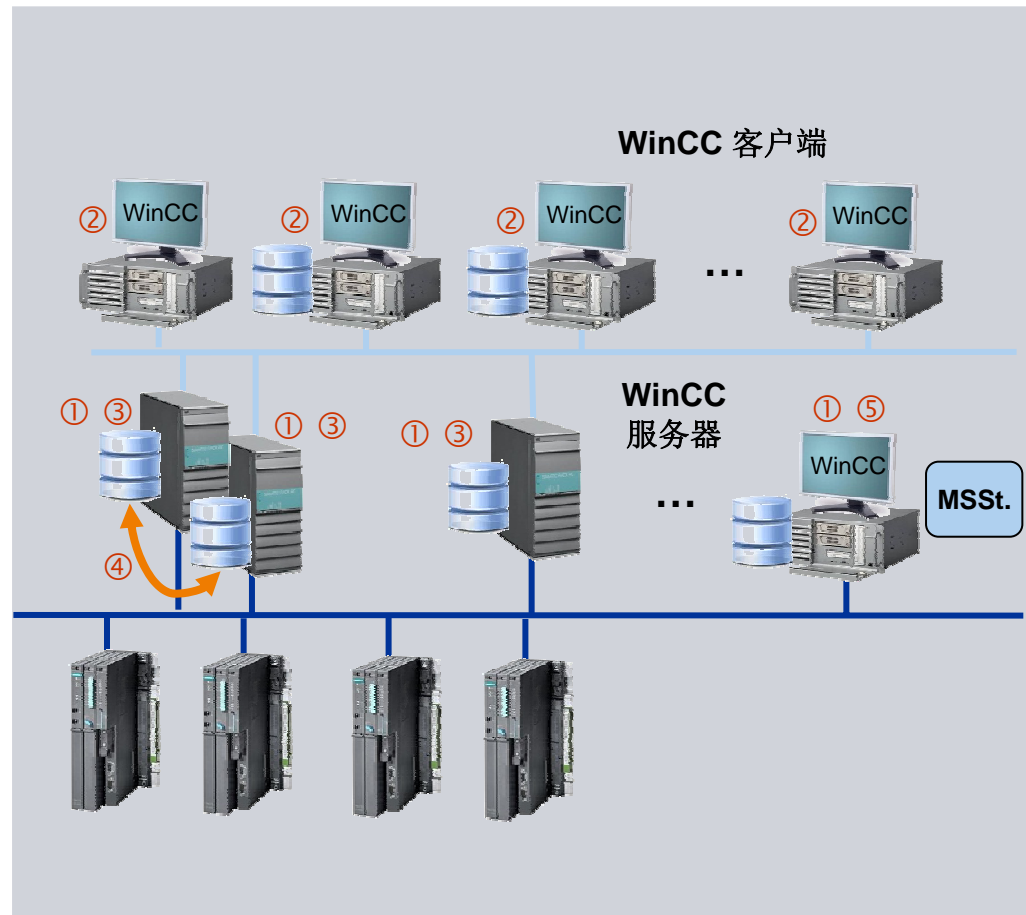 WinCC 客户端
② WinCC
② WinCC
② WinCC
② WinCC
...
WinCC
服务器
① ③
① ③
① ③
① ⑤
WinCC
...
MSSt.
④